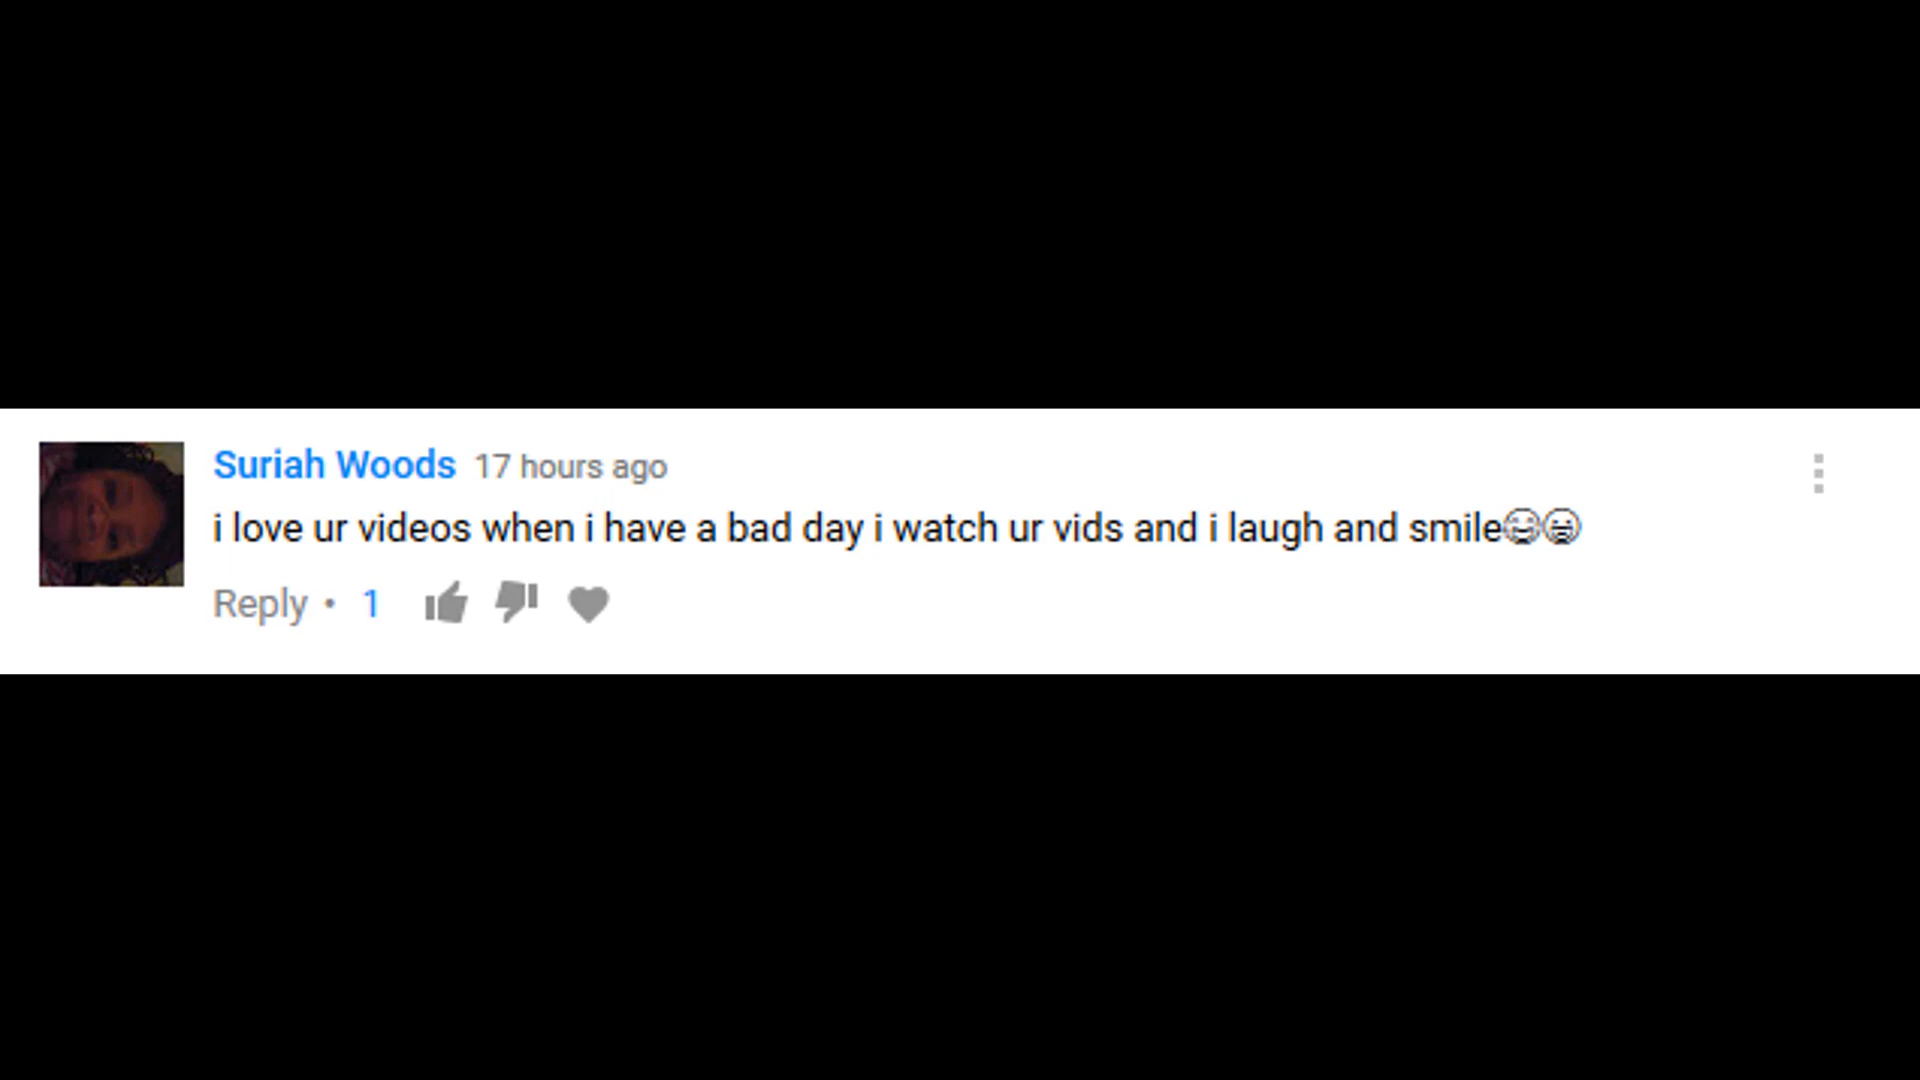 Suriah Woods 17 hours ago
i love ur videos when i have a bad day i watch ur vids and i laugh and smile😂😀
Reply • 1